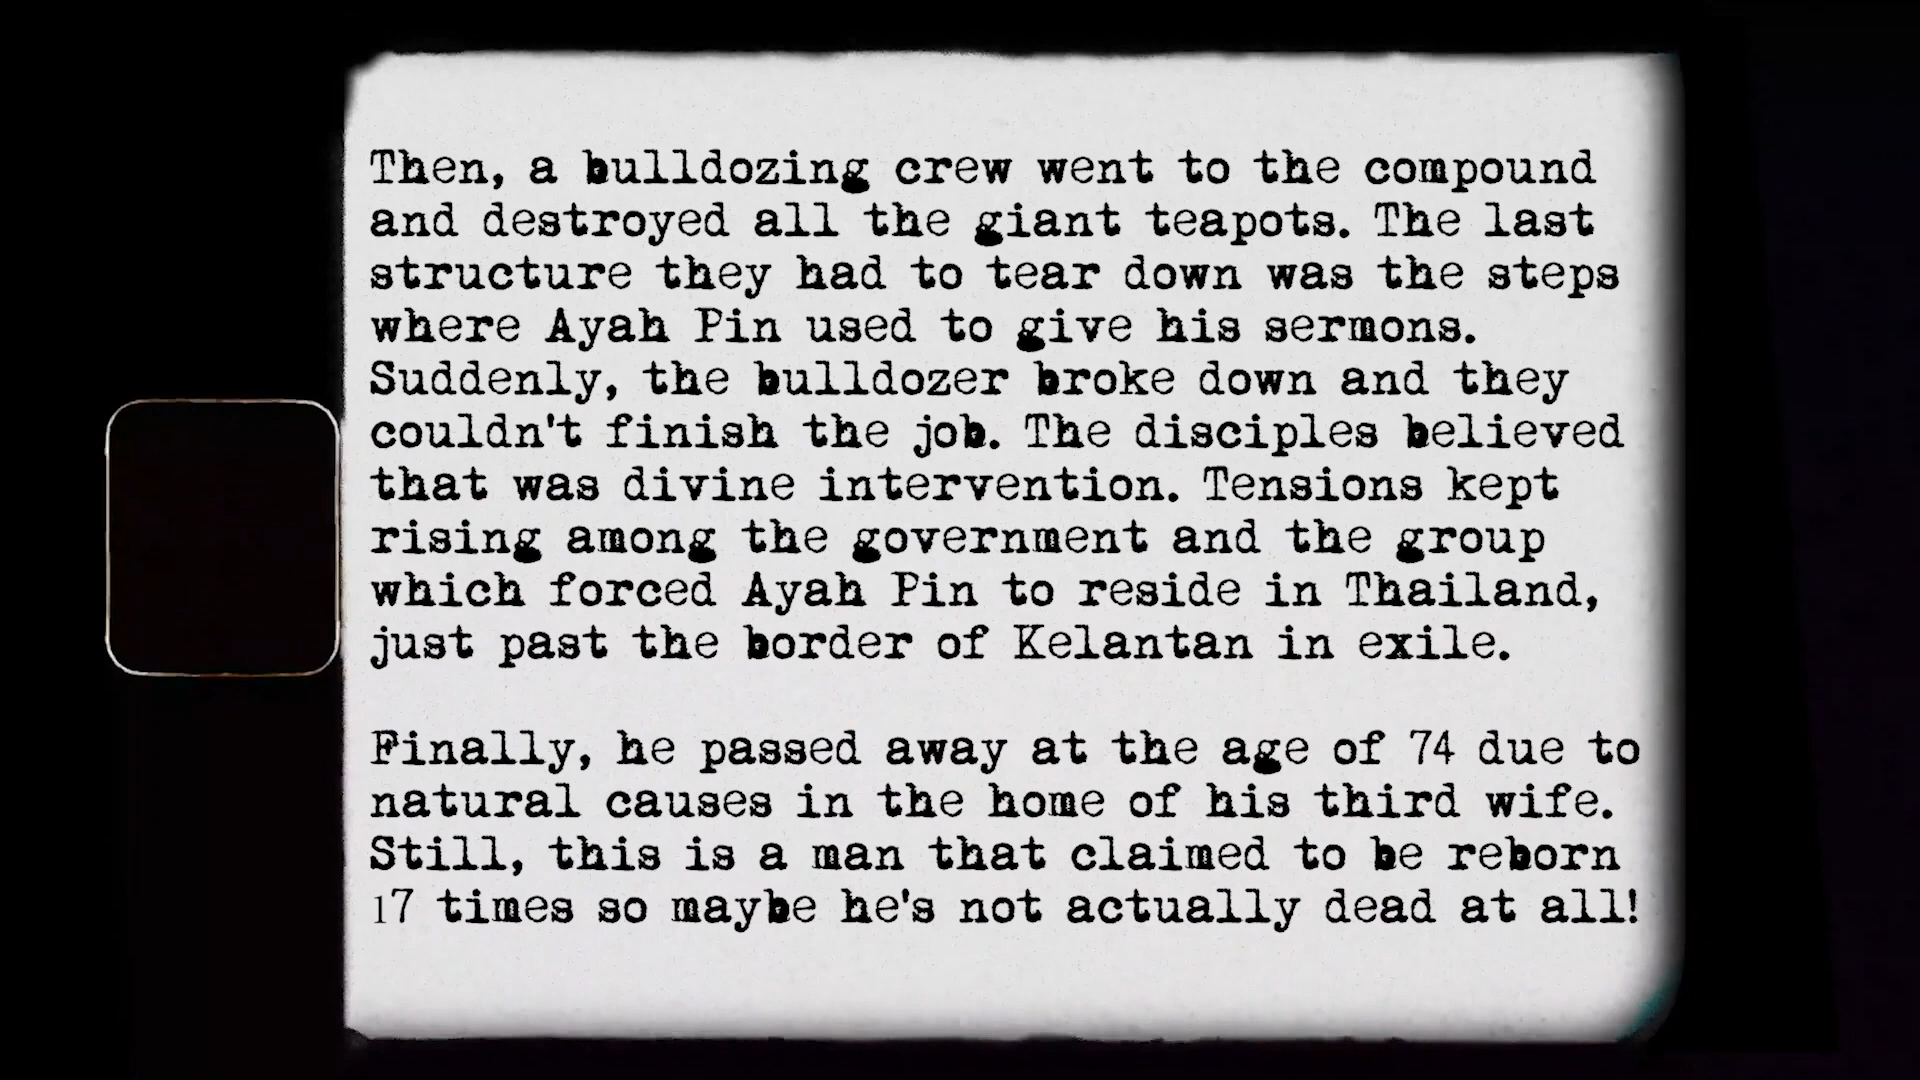 Then, a bulldozing crew went to the compound
and destroyed all the giant teapots. The last
structure they had to tear down was the steps
where Ayah Pin used to give his sermons.
Suddenly, the bulldozer broke down and they
couldn't finish the job. The disciples believed
that was divine intervention. Tensions kept
rising among the government and the group
which forced Ayah Pin to reside in Thailand,
just past the border of Kelantan in exile.

Finally, he passed away at the age of 74 due to
natural causes in the home of his third wife.
Still, this is a man that claimed to be reborn
17 times so maybe he's not actually dead at all!